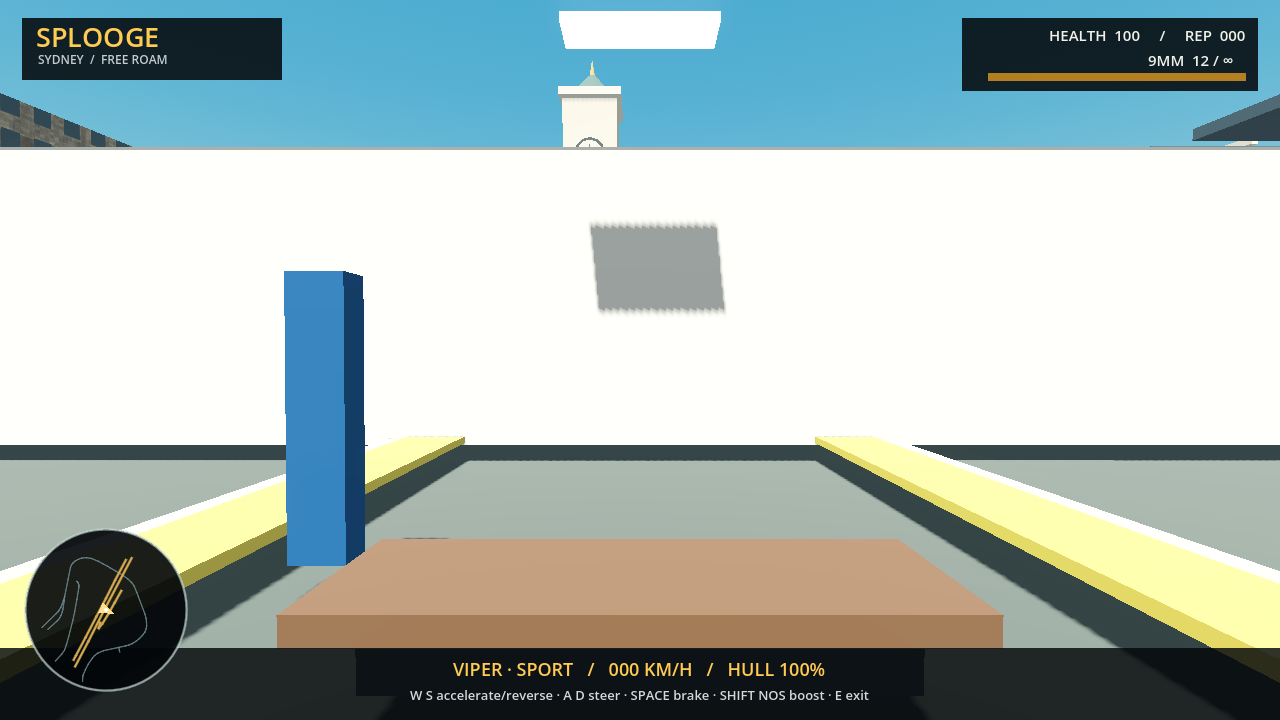 SPLOOGE
SYDNEY / FREE ROAM
HEALTH 100 / REP 000
9MM 12 / ∞
VIPER · SPORT / 000 KM/H / HULL 100%
W S accelerate/reverse · A D steer · SPACE brake · SHIFT NOS boost · E exit